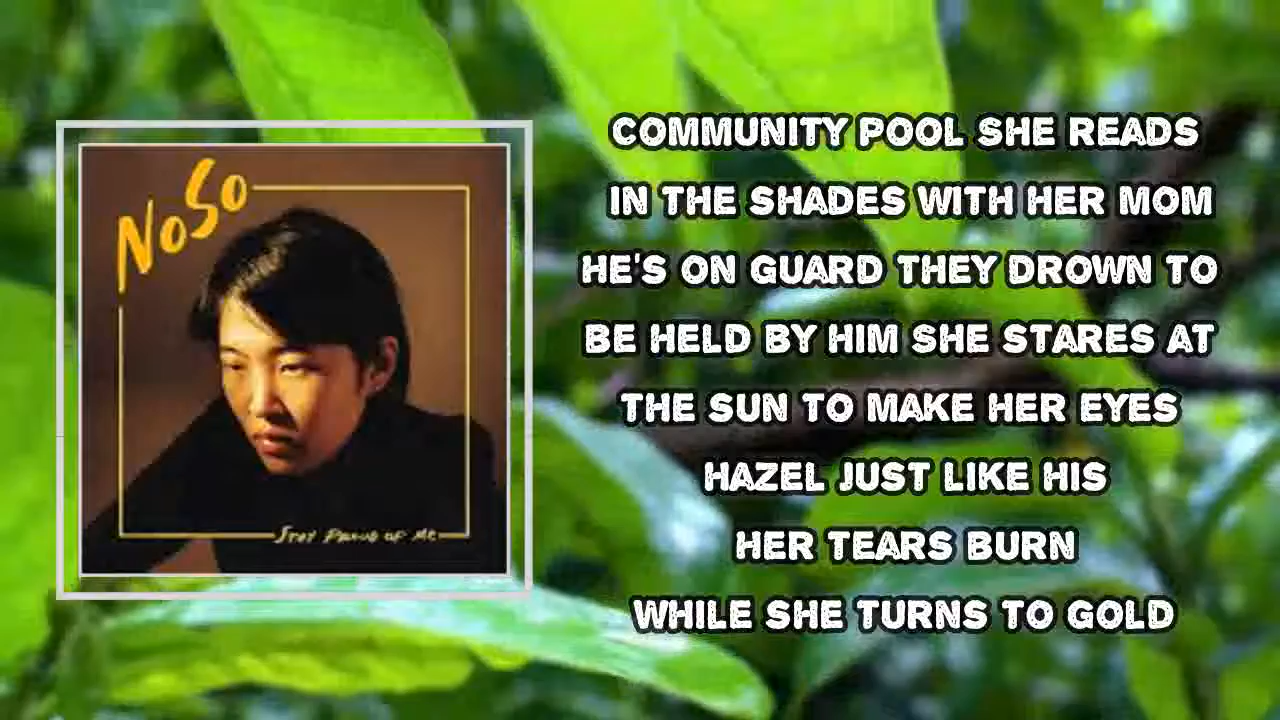 NoSo
STAY PROUD OF ME
COMMUNITY POOL SHE READS
IN THE SHADES WITH HER MOM
HE'S ON GUARD THEY DROWN TO
BE HELD BY HIM SHE STARES AT
THE SUN TO MAKE HER EYES
HAZEL JUST LIKE HIS
HER TEARS BURN
WHILE SHE TURNS TO GOLD